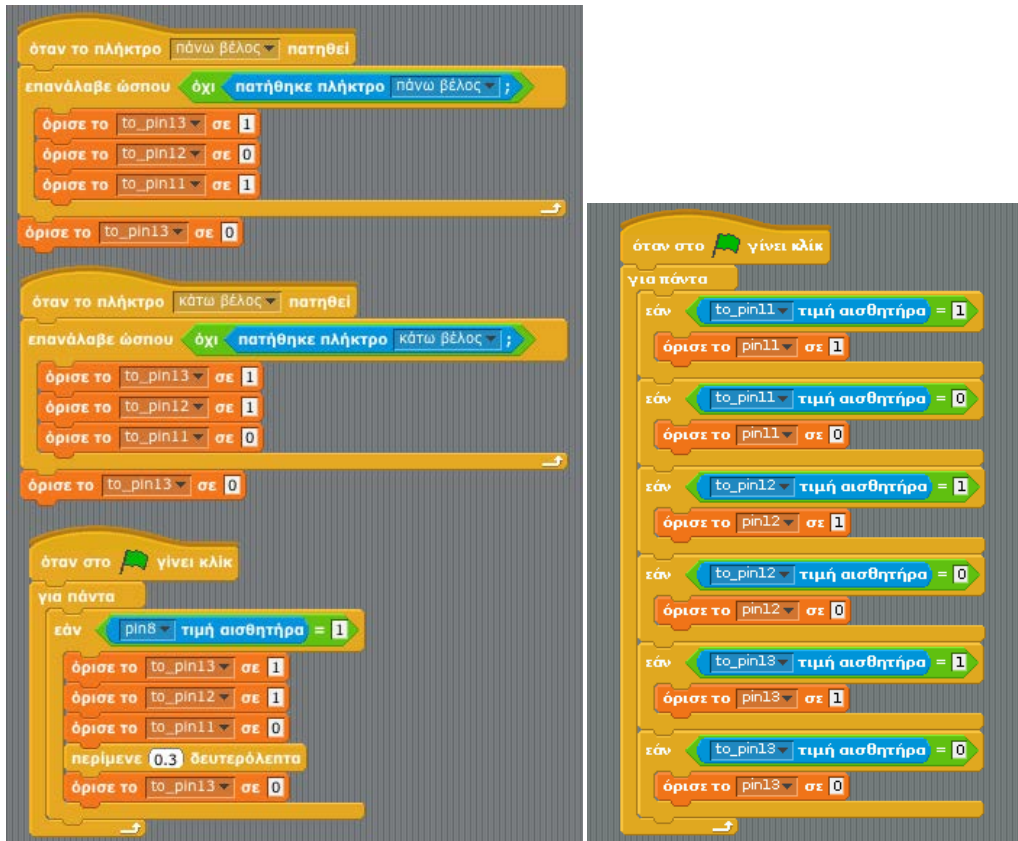 όταν το πλήκτρο πάνω βέλος πατηθεί
επανάλαβε ώσπου όχι πατήθηκε πλήκτρο πάνω βέλος ;
όρισε το to_pin13 σε 1
όρισε το to_pin12 σε 0
όρισε το to_pin11 σε 1
όρισε το to_pin13 σε 0
όταν το πλήκτρο κάτω βέλος πατηθεί
επανάλαβε ώσπου όχι πατήθηκε πλήκτρο κάτω βέλος ;
όρισε το to_pin13 σε 1
όρισε το to_pin12 σε 1
όρισε το to_pin11 σε 0
όρισε το to_pin13 σε 0
όταν στο γίνει κλίκ
για πάντα
εάν pin8 τιμή αισθητήρα = 1
όρισε το to_pin13 σε 1
όρισε το to_pin12 σε 1
όρισε το to_pin11 σε 0
περίμενε 0.3 δευτερόλεπτα
όρισε το to_pin13 σε 0
όταν στο γίνει κλίκ
για πάντα
εάν to_pin11 τιμή αισθητήρα = 1
όρισε το pin11 σε 1
εάν to_pin11 τιμή αισθητήρα = 0
όρισε το pin11 σε 0
εάν to_pin12 τιμή αισθητήρα = 1
όρισε το pin12 σε 1
εάν to_pin12 τιμή αισθητήρα = 0
όρισε το pin12 σε 0
εάν to_pin13 τιμή αισθητήρα = 1
όρισε το pin13 σε 1
εάν to_pin13 τιμή αισθητήρα = 0
όρισε το pin13 σε 0